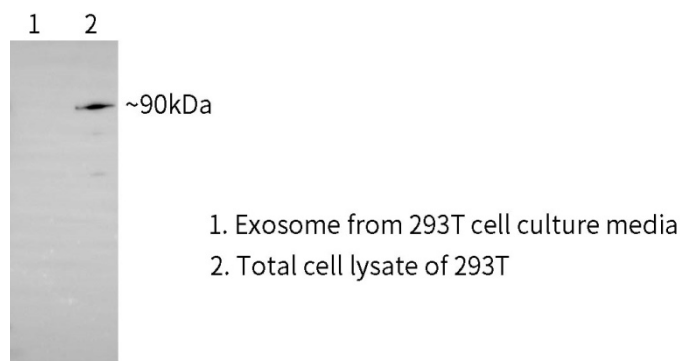 1 2
~90kDa
1. Exosome from 293T cell culture media
2. Total cell lysate of 293T